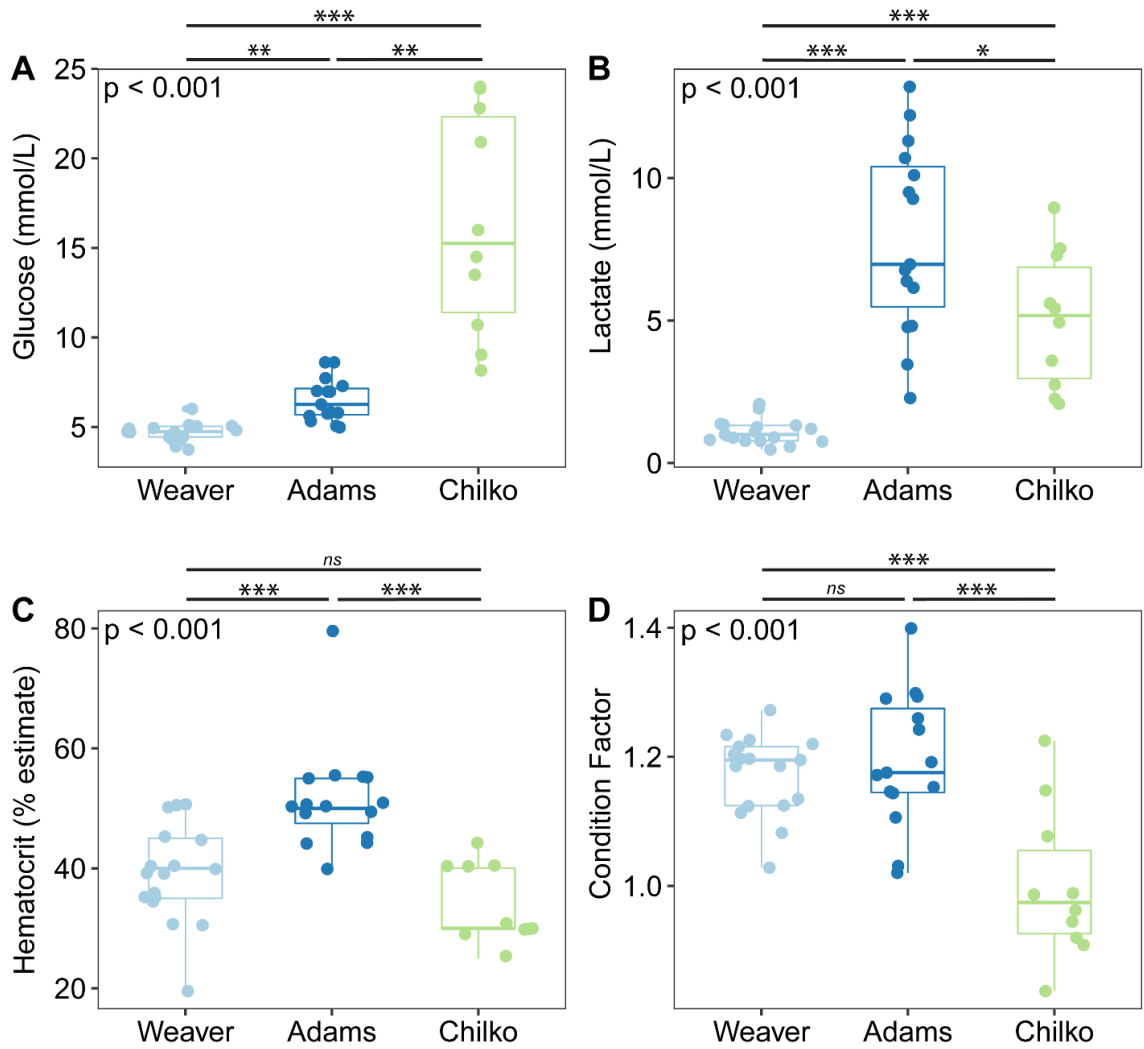 ***
** **
A
p < 0.001
Glucose (mmol/L)
25
20
15
10
5
Weaver Adams Chilko
***
*** *
B
p < 0.001
Lactate (mmol/L)
10
5
0
Weaver Adams Chilko
ns
*** ***
C
p < 0.001
Hematocrit (% estimate)
80
60
40
20
Weaver Adams Chilko
***
ns ***
D
p < 0.001
Condition Factor
1.4
1.2
1.0
Weaver Adams Chilko